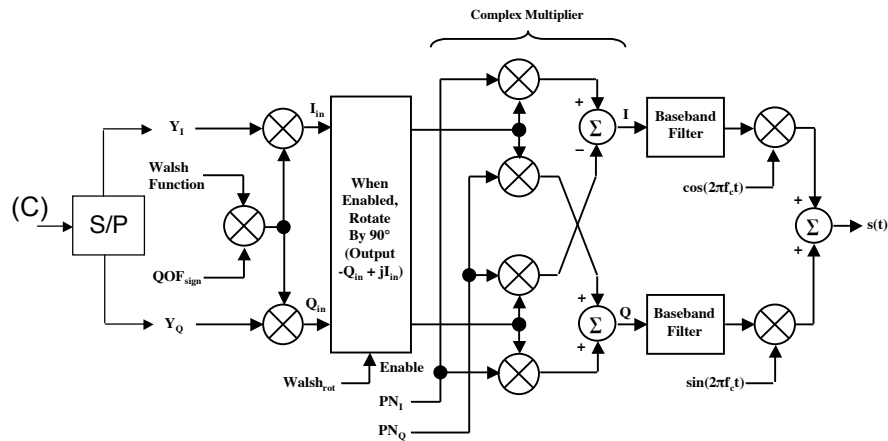 Complex Multiplier
(C)
S/P
Y_I
Walsh
Function
QOF_sign
Y_Q
I_in
Q_in
When
Enabled,
Rotate
By 90°
(Output
-Q_in + jI_in)
Walsh_rot
Enable
PN_I
PN_Q
+
Σ
−
I
+
Σ
+
Q
Baseband
Filter
cos(2πf_ct)
Baseband
Filter
sin(2πf_ct)
+
Σ
+
s(t)